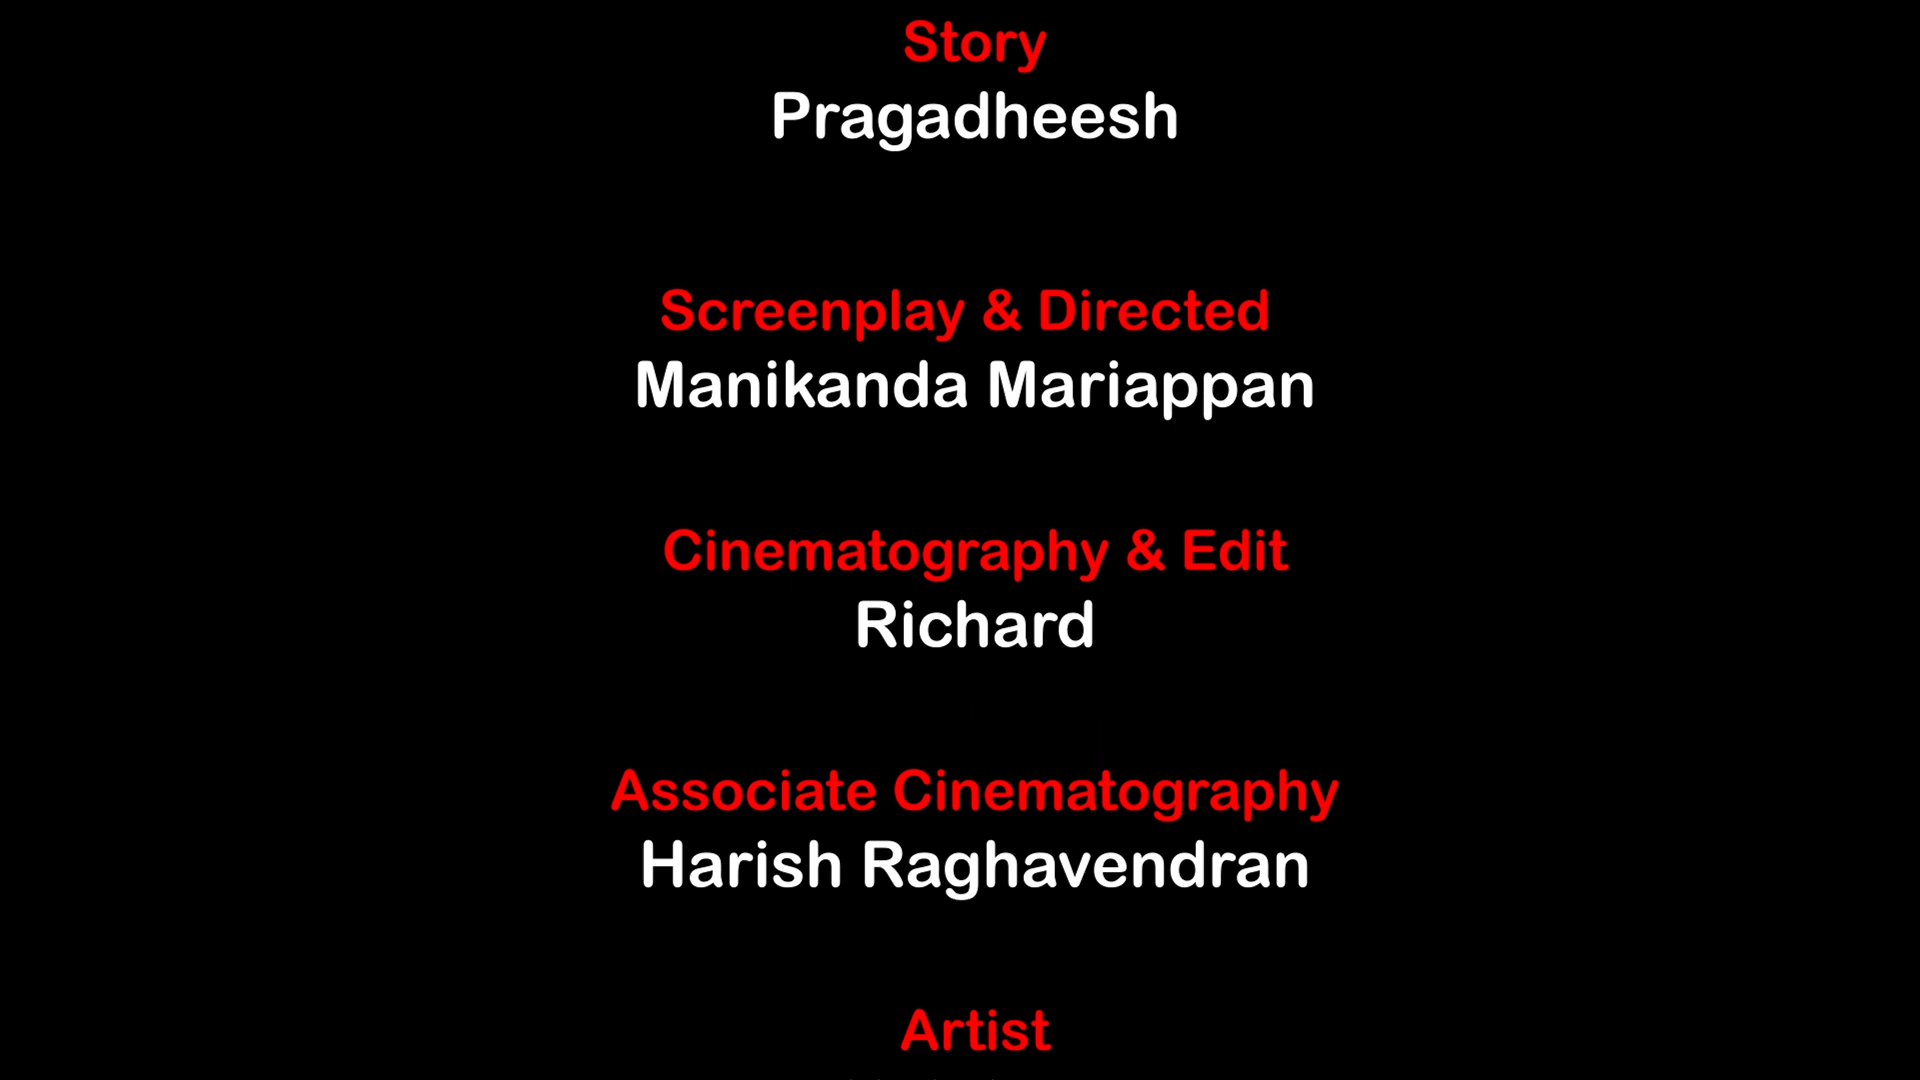 Story
Pragadheesh
Screenplay & Directed
Manikanda Mariappan
Cinematography & Edit
Richard
Associate Cinematography
Harish Raghavendran
Artist